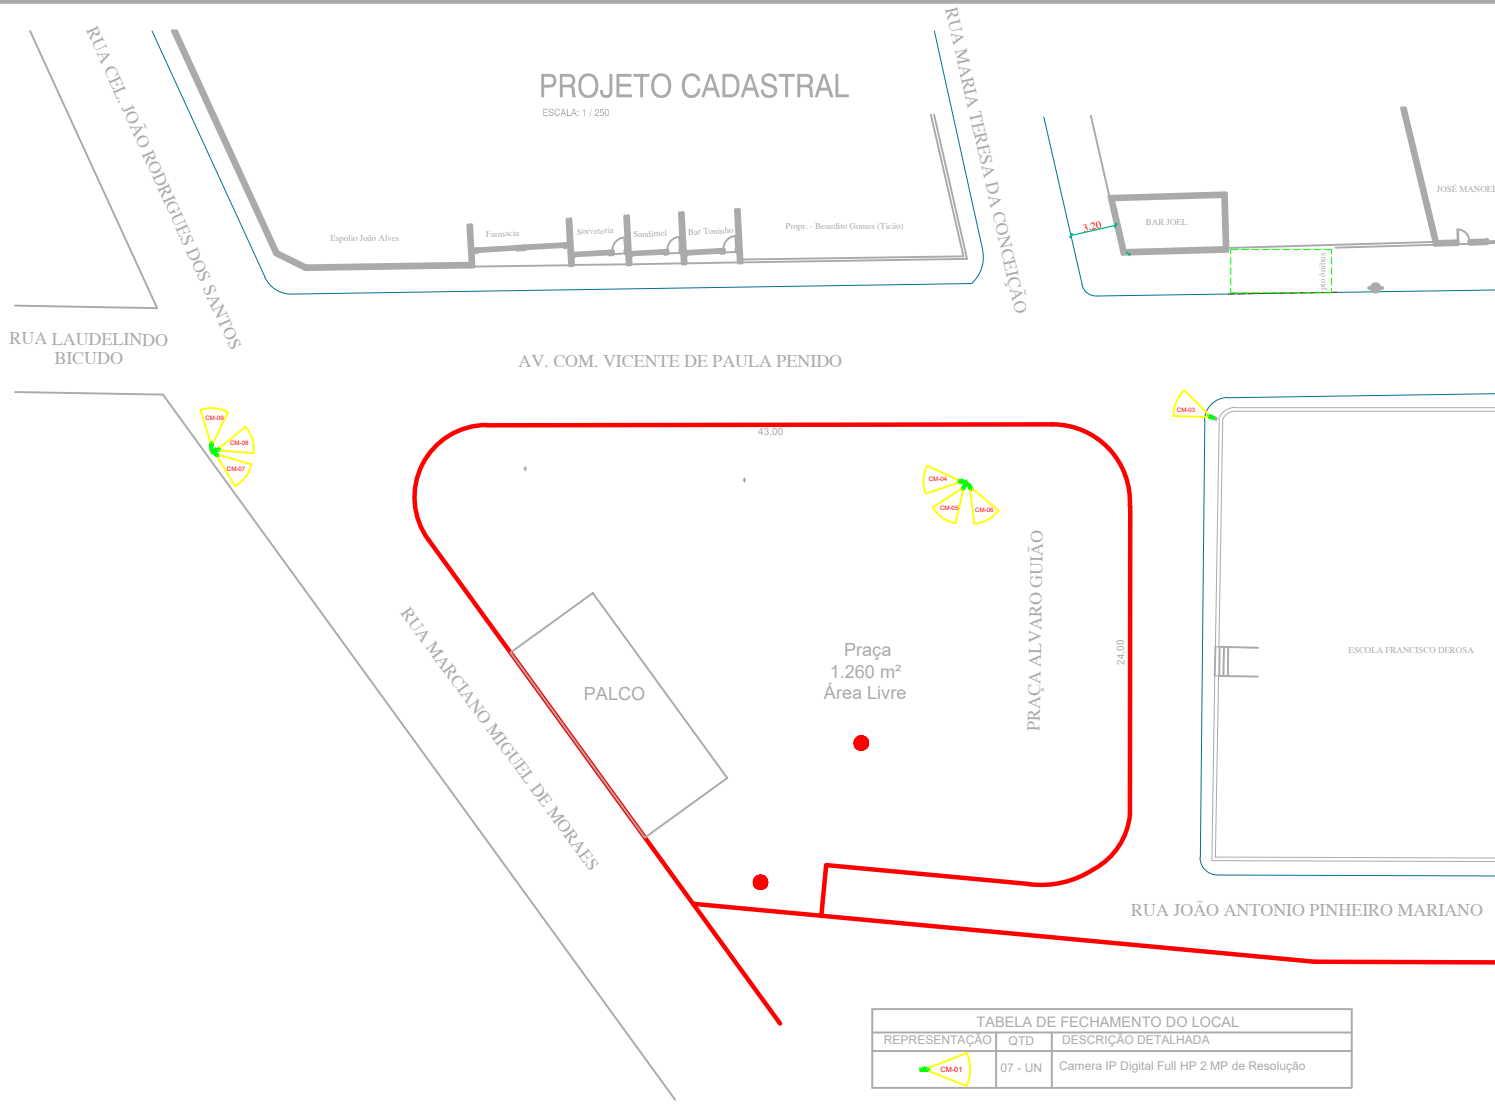 RUA CEL. JOÃO RODRIGUES DOS SANTOS
PROJETO CADASTRAL
ESCALA: 1 / 250
RUA MARIA TERESA DA CONCEIÇÃO
JOSÉ MANOEL
Espolio João Alves
Farmacia
Sorveteria
Sandimel
Bar Toninho
Propr. - Benedito Gomes (Ticão)
3.20
BAR JOEL
pto ônibus
RUA LAUDELINDO
BICUDO
AV. COM. VICENTE DE PAULA PENIDO
CM-09
CM-08
CM-07
43,00
CM-03
CM-04
CM-05
CM-06
PRAÇA ALVARO GUIÃO
24,00
RUA MARCIANO MIGUEL DE MORAES
PALCO
Praça
1.260 m²
Área Livre
ESCOLA FRANCISCO DEROSA
RUA JOÃO ANTONIO PINHEIRO MARIANO
TABELA DE FECHAMENTO DO LOCAL
REPRESENTAÇÃO QTD DESCRIÇÃO DETALHADA
CM-01 07 - UN Camera IP Digital Full HP 2 MP de Resolução